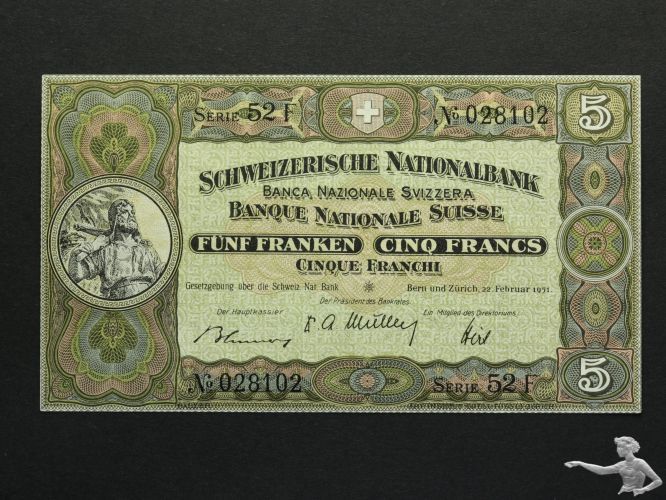 SERIE 52 F
№ 028102
5
SCHWEIZERISCHE NATIONALBANK
BANCA NAZIONALE SVIZZERA
BANQUE NATIONALE SUISSE
FÜNF FRANKEN CINQ FRANCS
CINQUE FRANCHI
Gesetzgebung über die Schweiz Nat Bank
Bern und Zürich, 22. Februar 1951.
Der Präsident des Bankrates
Der Hauptkassier
Ein Mitglied des Direktoriums
№ 028102
SERIE 52 F
5